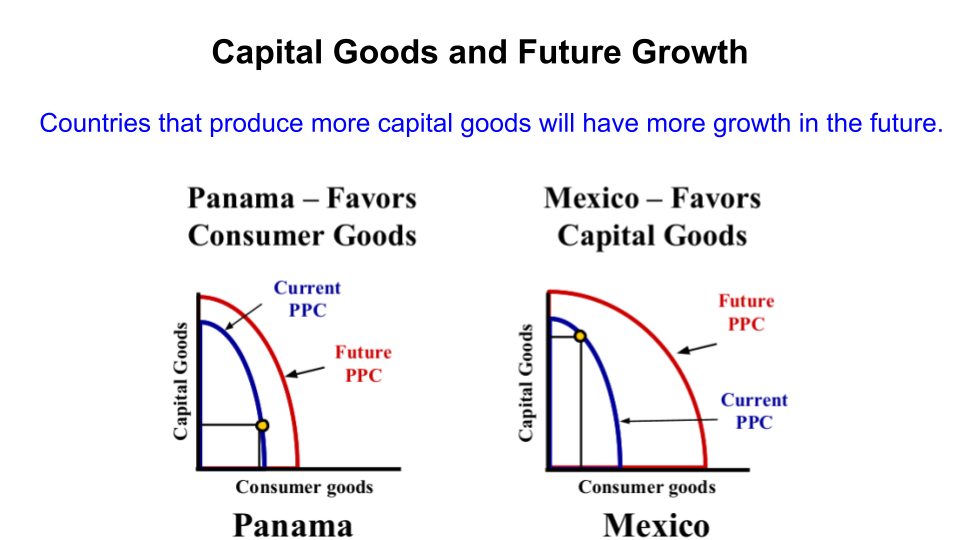 Capital Goods and Future Growth
Countries that produce more capital goods will have more growth in the future.
Panama – Favors
Consumer Goods
Current
PPC
Future
PPC
Capital Goods
Consumer goods
Panama
Mexico – Favors
Capital Goods
Future
PPC
Current
PPC
Capital Goods
Consumer goods
Mexico